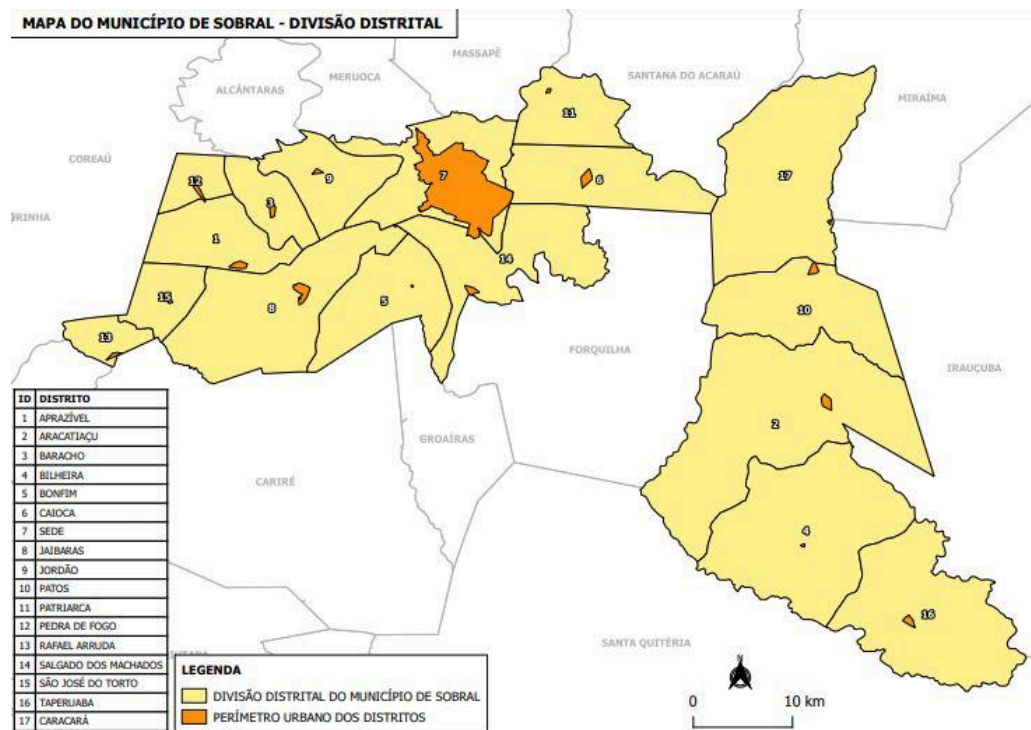 MAPA DO MUNICÍPIO DE SOBRAL - DIVISÃO DISTRITAL
MASSAPÊ
SANTANA DO ACARAÚ
MERUOCA
ALCÂNTARAS
MIRAÍMA
COREAÚ
11
17
7
6
9
12
3
1
14
15
8
5
10
13
FORQUILHA
IRAUÇUBA
2
GROAÍRAS
CARIRÉ
4
16
SANTA QUITÉRIA
ID DISTRITO
1 APRAZÍVEL
2 ARACATIAÇU
3 BARACHO
4 BILHEIRA
5 BONFIM
6 CAIOCA
7 SEDE
8 JAIBARAS
9 JORDÃO
10 PATOS
11 PATRIARCA
12 PEDRA DE FOGO
13 RAFAEL ARRUDA
14 SALGADO DOS MACHADOS
15 SÃO JOSÉ DO TORTO
16 TAPERUABA
17 CARACARÁ
LEGENDA
DIVISÃO DISTRITAL DO MUNICÍPIO DE SOBRAL
PERÍMETRO URBANO DOS DISTRITOS
N
0 10 km